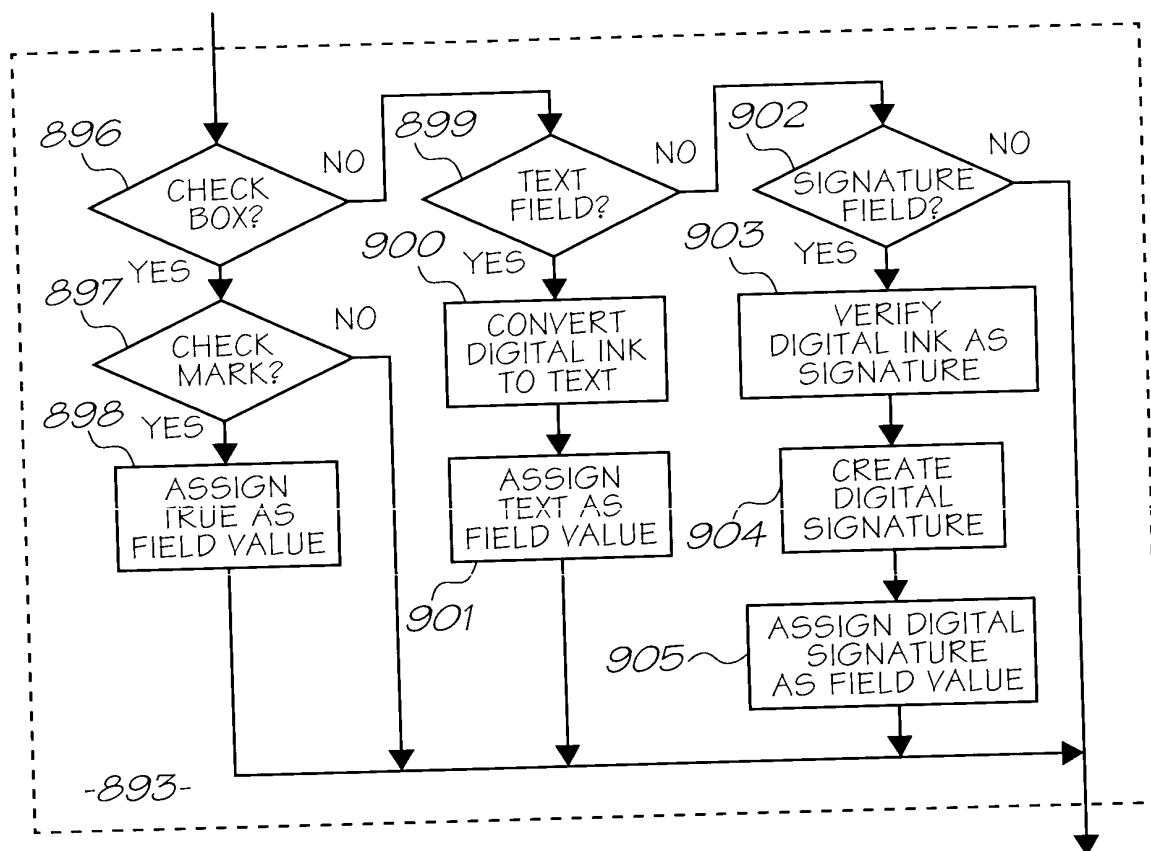 896
CHECK
BOX?
NO
YES
897
CHECK
MARK?
NO
YES
898
ASSIGN
TRUE AS
FIELD VALUE
899
TEXT
FIELD?
NO
YES
900
CONVERT
DIGITAL INK
TO TEXT
ASSIGN
TEXT AS
FIELD VALUE
901
902
SIGNATURE
FIELD?
NO
YES
903
VERIFY
DIGITAL INK AS
SIGNATURE
CREATE
DIGITAL
SIGNATURE
904
ASSIGN DIGITAL
SIGNATURE
AS FIELD VALUE
905
-893-